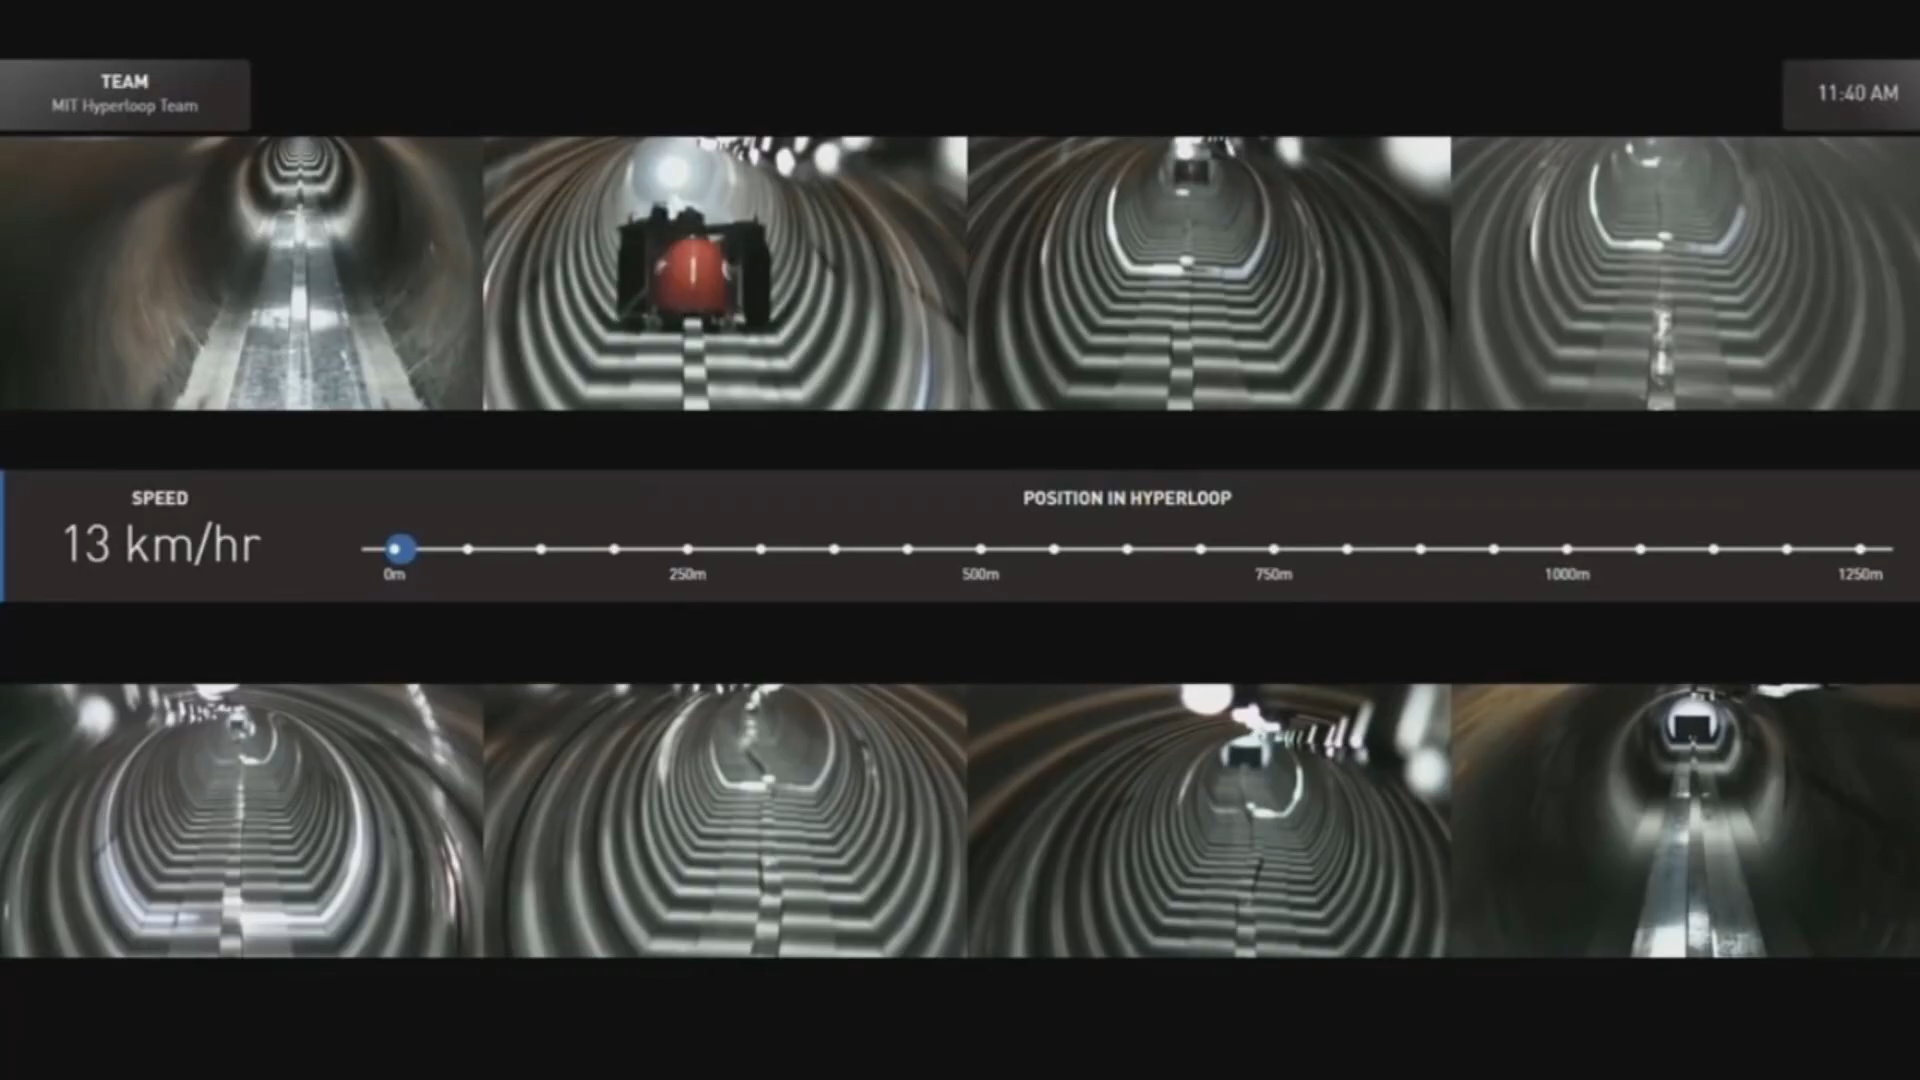 TEAM
MIT Hyperloop Team
11:40 AM
SPEED
13 km/hr
POSITION IN HYPERLOOP
0m
250m
500m
750m
1000m
1250m